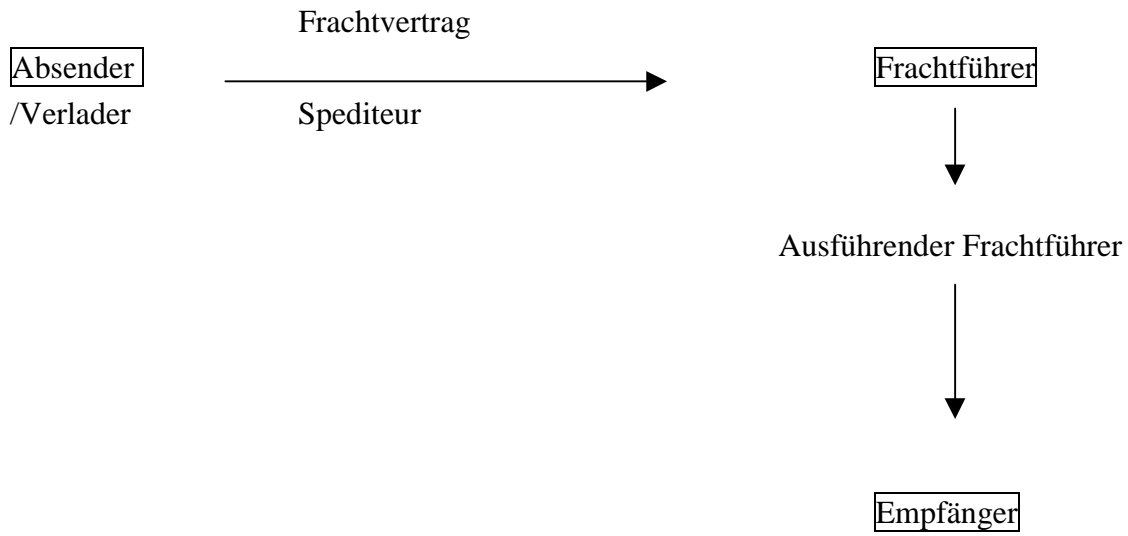 Frachtvertrag
Absender
Frachtführer
/Verlader
Spediteur
Ausführender Frachtführer
Empfänger